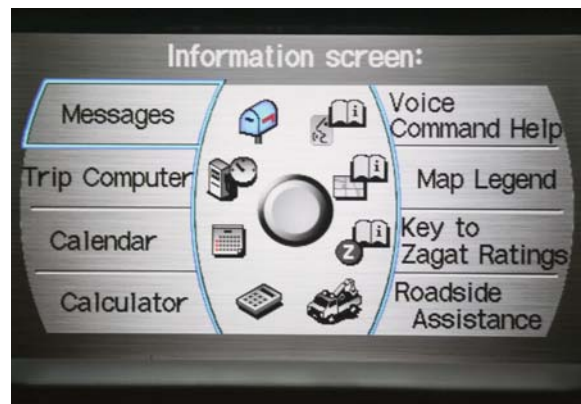 Information screen:
Messages
Trip Computer
Calendar
Calculator
Voice
Command Help
Map Legend
Key to
Zagat Ratings
Roadside
Assistance
i
i
i
Z